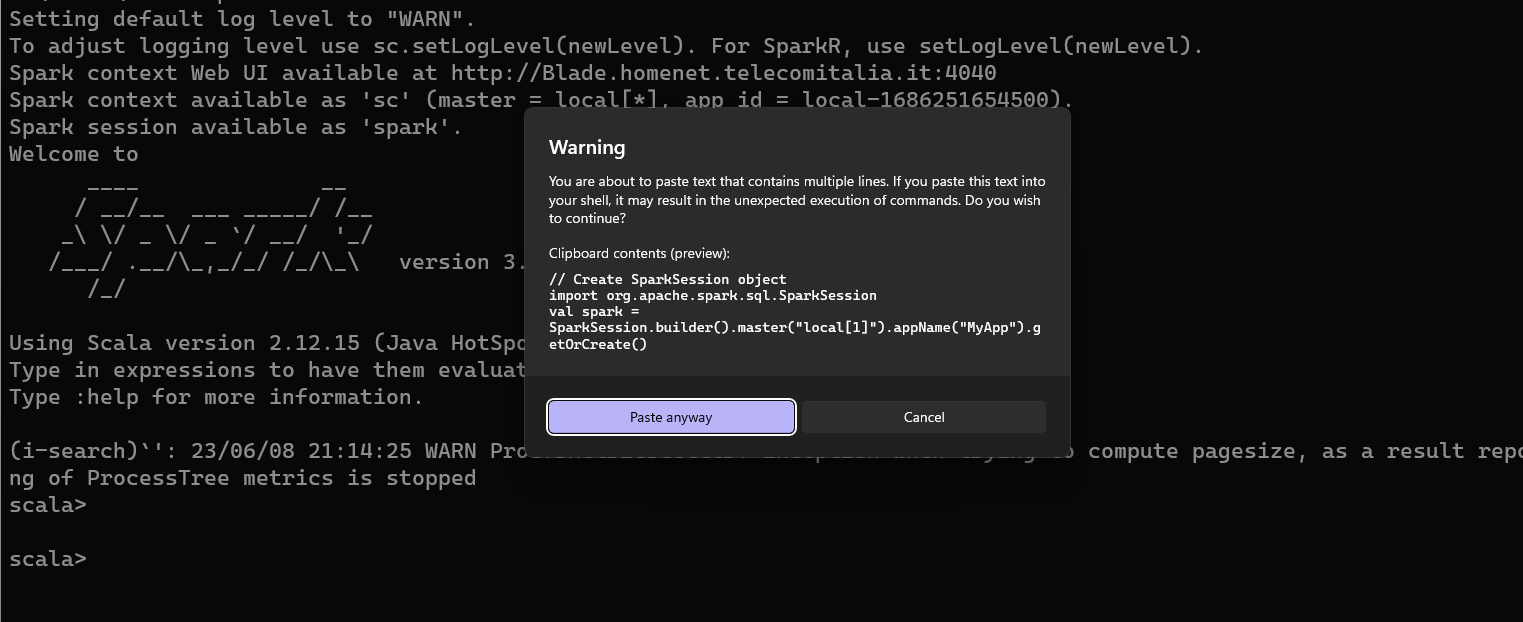 Setting default log level to "WARN".
To adjust logging level use sc.setLogLevel(newLevel). For SparkR, use setLogLevel(newLevel).
Spark context Web UI available at http://Blade.homenet.telecomitalia.it:4040
Spark context available as 'sc' (master = local[*], app id = local-1686251654500).
Spark session available as 'spark'.
Welcome to
      ____              __
     / __/__  ___ _____/ /__
    _\ \/ _ \/ _ `/ __/  '_/
   /___/ .__/\_,_/_/ /_/\_\   version 3.
      /_/
Using Scala version 2.12.15 (Java HotSpo
Type in expressions to have them evaluat
Type :help for more information.
(i-search)`': 23/06/08 21:14:25 WARN compute pagesize, as a result repo
ng of ProcessTree metrics is stopped
scala>
scala>
Warning
You are about to paste text that contains multiple lines. If you paste this text into
your shell, it may result in the unexpected execution of commands. Do you wish
to continue?
Clipboard contents (preview):
// Create SparkSession object
import org.apache.spark.sql.SparkSession
val spark =
SparkSession.builder().master("local[1]").appName("MyApp").g
etOrCreate()
Paste anyway
Cancel